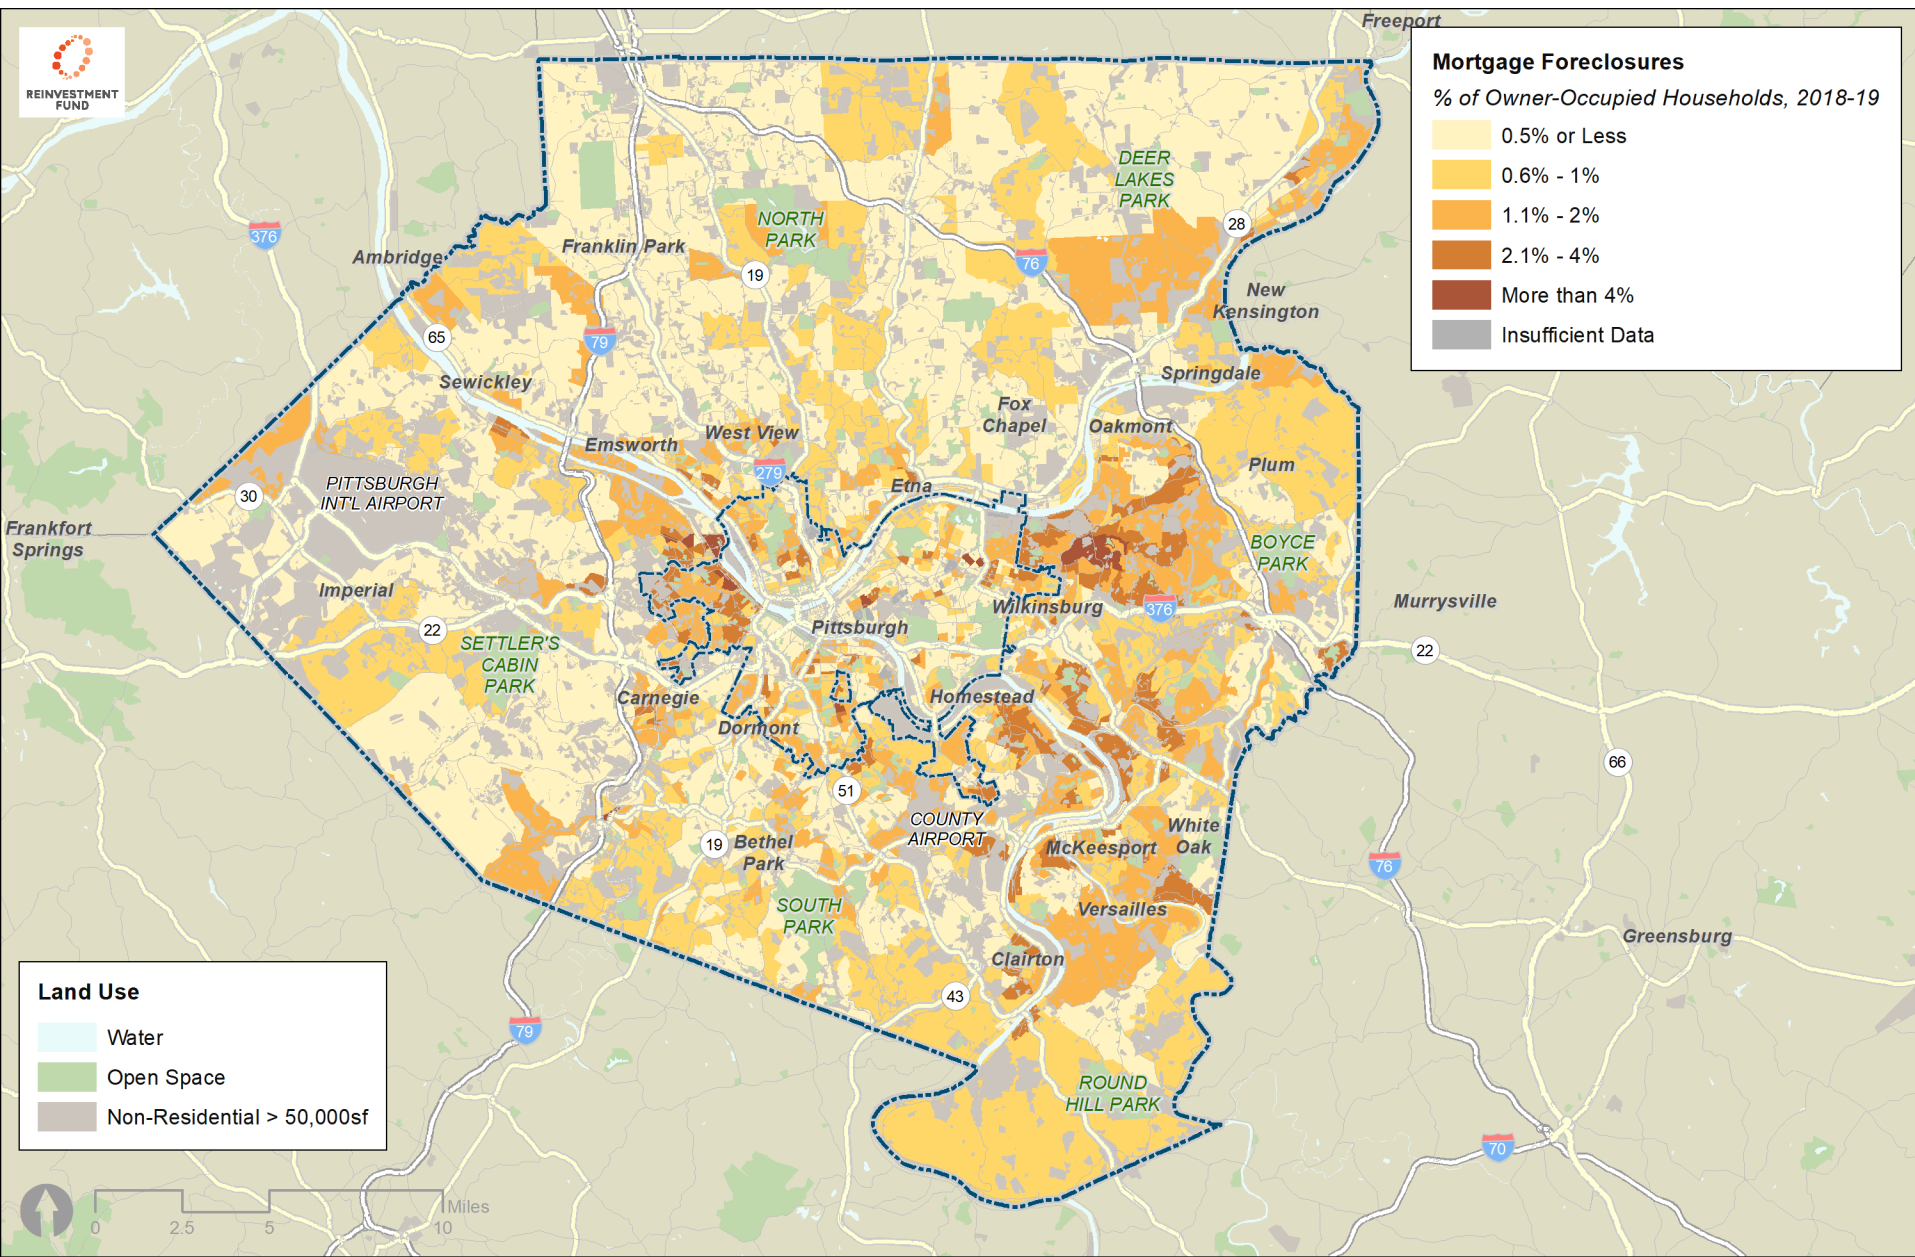 REINVESTMENT
FUND
Freeport
Mortgage Foreclosures
% of Owner-Occupied Households, 2018-19
0.5% or Less
0.6% - 1%
1.1% - 2%
2.1% - 4%
More than 4%
Insufficient Data
DEER
LAKES
PARK
NORTH
PARK
28
376
Franklin Park
Ambridge
19
76
New
Kensington
65
79
Sewickley
Springdale
Fox
Chapel
Oakmont
West View
Emsworth
279
Plum
PITTSBURGH
INT'L AIRPORT
Etna
30
Frankfort
Springs
BOYCE
PARK
Imperial
Wilkinsburg
376
Murrysville
22
Pittsburgh
SETTLER'S
CABIN
PARK
22
Carnegie
Homestead
Dormont
66
51
COUNTY
AIRPORT
White
Oak
19
Bethel
Park
McKeesport
76
SOUTH
PARK
Versailles
Greensburg
Clairton
43
Land Use
Water
Open Space
Non-Residential > 50,000sf
79
ROUND
HILL PARK
70
Miles
0
2.5
5
10